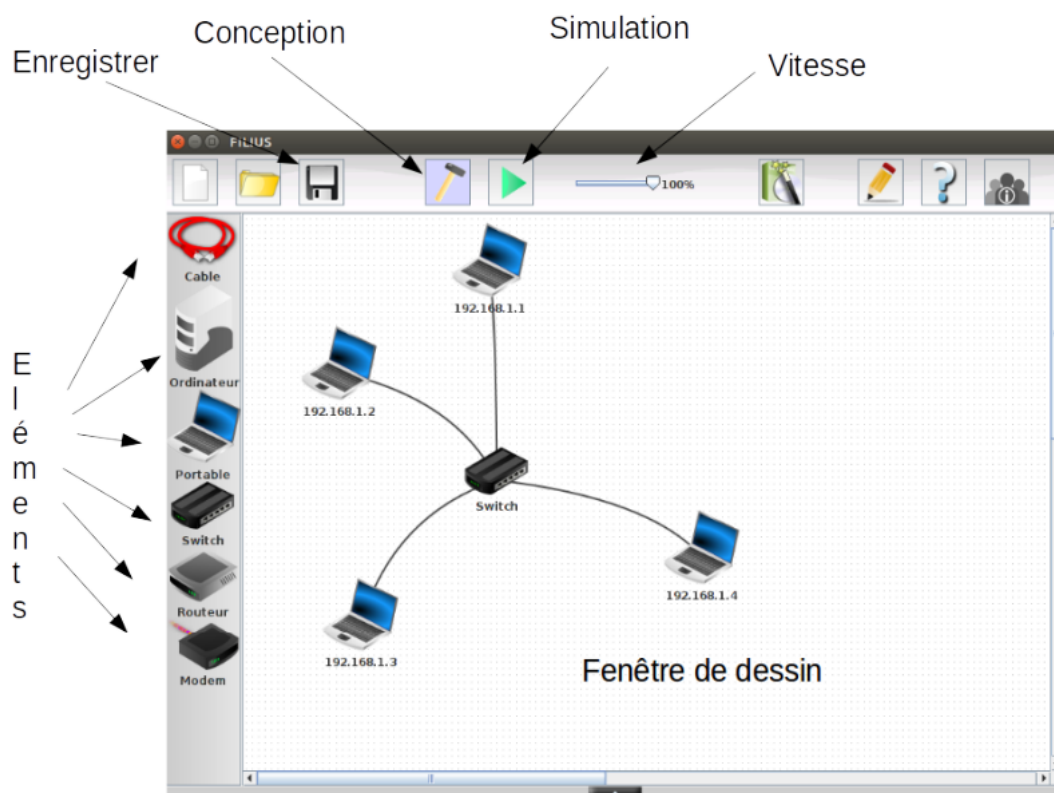 Conception
Simulation
Enregistrer
Vitesse
FILIUS
100%
Cable
Ordinateur
Portable
Switch
Routeur
Modem
Eléments
192.168.1.1
192.168.1.2
Switch
192.168.1.4
192.168.1.3
Fenêtre de dessin